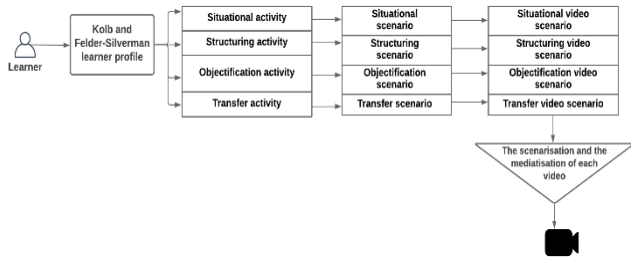 Learner
Kolb and
Felder-Silverman
learner profile
Situational activity
Structuring activity
Objectification activity
Transfer activity
Situational
scenario
Structuring
scenario
Objectification
scenario
Transfer scenario
Situational video
scenario
Structuring video
scenario
Objectification video
scenario
Transfer video scenario
The scenarisation and the
mediatisation of each
video